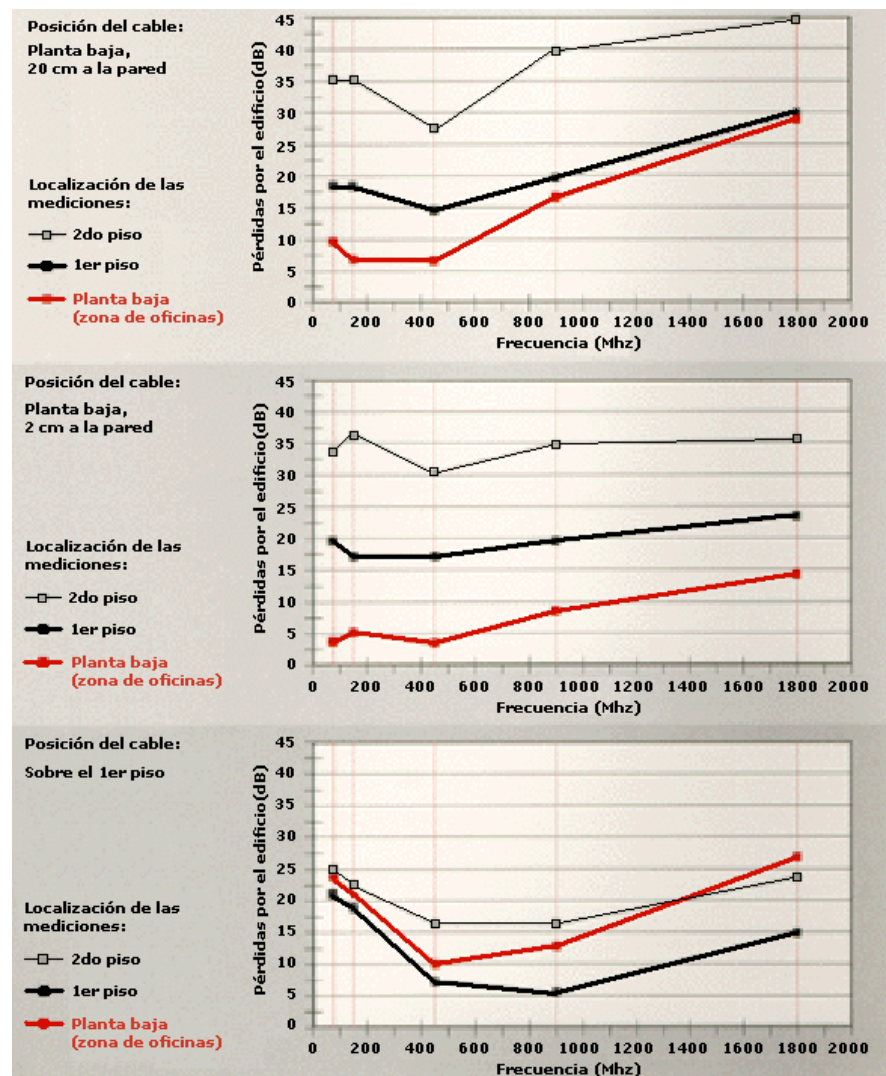 Posición del cable:
Planta baja,
20 cm a la pared
Localización de las
mediciones:
2do piso
1er piso
Planta baja
(zona de oficinas)
Pérdidas por el edificio(dB)
45
40
35
30
25
20
15
10
5
0
0 200 400 600 800 1000 1200 1400 1600 1800 2000
Frecuencia (Mhz)
Posición del cable:
Planta baja,
2 cm a la pared
Localización de las
mediciones:
2do piso
1er piso
Planta baja
(zona de oficinas)
Pérdidas por el edificio(dB)
45
40
35
30
25
20
15
10
5
0
0 200 400 600 800 1000 1200 1400 1600 1800 2000
Frecuencia (Mhz)
Posición del cable:
Sobre el 1er piso
Localización de las
mediciones:
2do piso
1er piso
Planta baja
(zona de oficinas)
Pérdidas por el edificio(dB)
45
40
35
30
25
20
15
10
5
0
0 200 400 600 800 1000 1200 1400 1600 1800 2000
Frecuencia (Mhz)